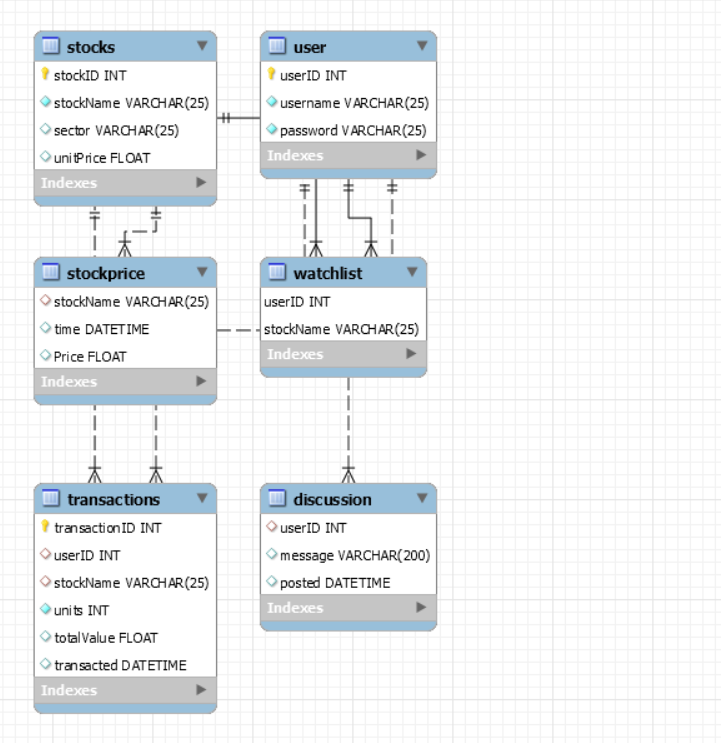 stocks
stockID INT
stockName VARCHAR(25)
sector VARCHAR(25)
unitPrice FLOAT
Indexes
user
userID INT
username VARCHAR(25)
password VARCHAR(25)
Indexes
stockprice
stockName VARCHAR(25)
time DATETIME
Price FLOAT
Indexes
watchlist
userID INT
stockName VARCHAR(25)
Indexes
transactions
transactionID INT
userID INT
stockName VARCHAR(25)
units INT
totalValue FLOAT
transacted DATETIME
Indexes
discussion
userID INT
message VARCHAR(200)
posted DATETIME
Indexes